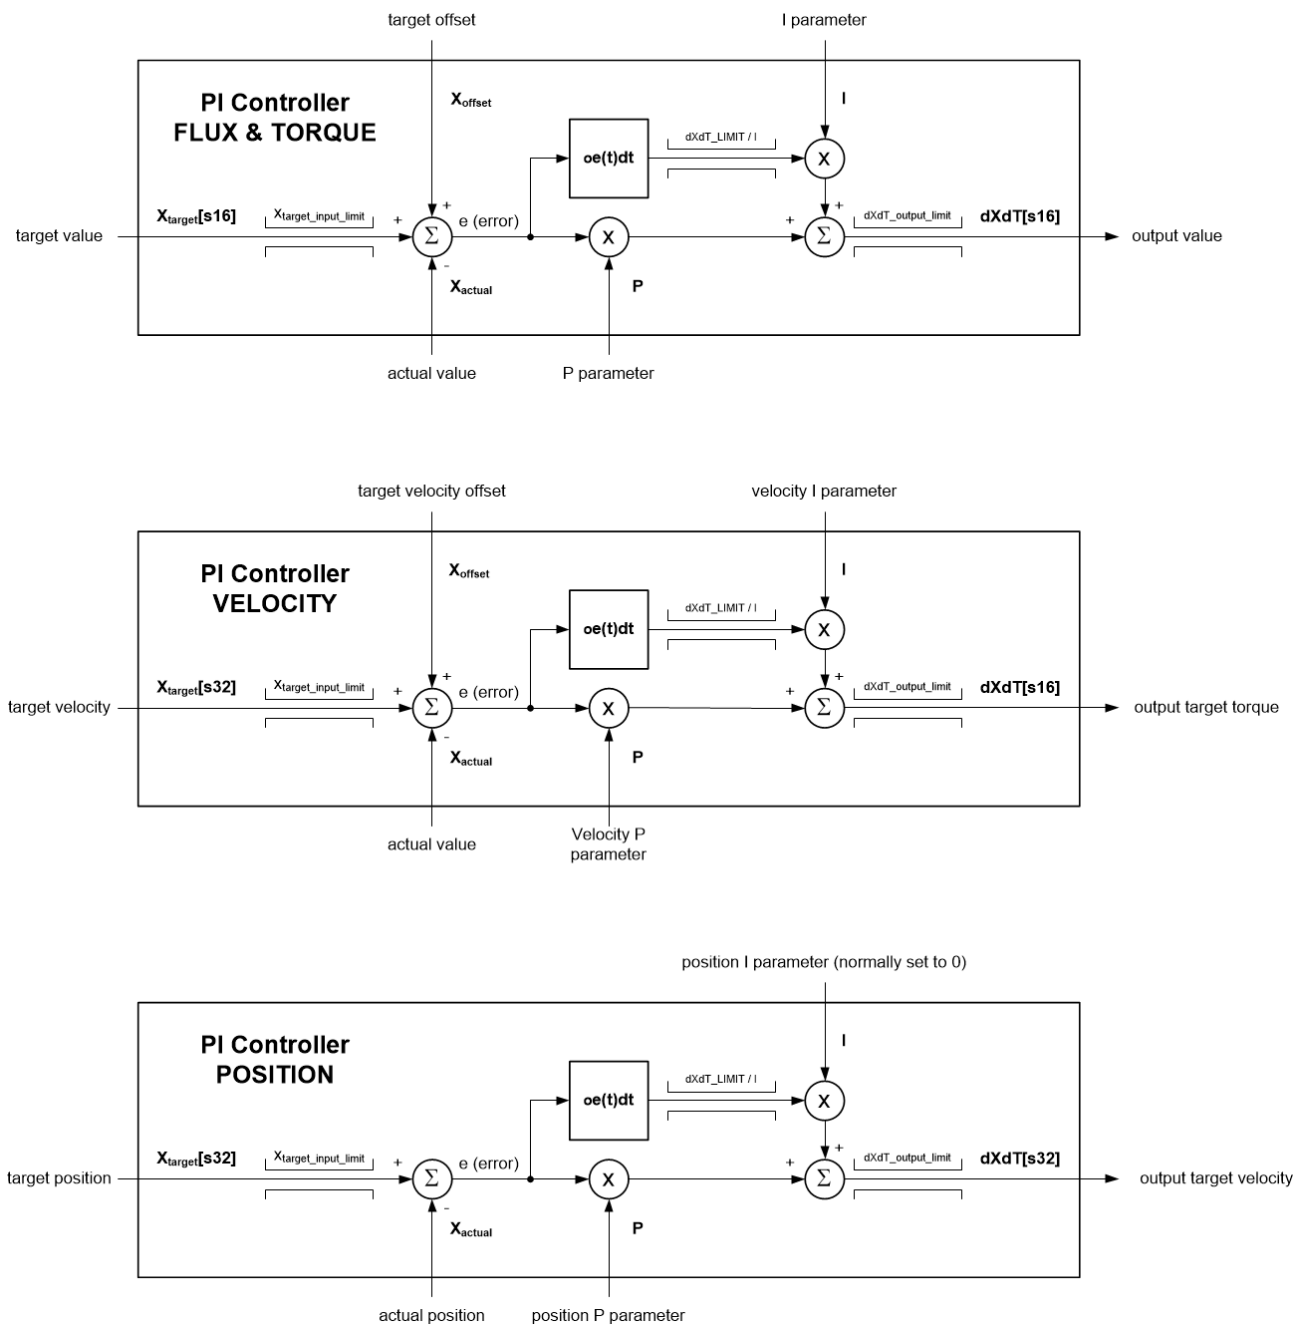 target offset
I parameter
PI Controller
FLUX & TORQUE
Xoffset
I
oe(t)dt
dXdT_LIMIT / I
X
Xtarget[s16]
Xtarget_input_limit
+
+
e (error)
+
+
dXdT_output_limit
dXdT[s16]
target value
Σ
X
Σ
output value
-
Xactual
P
actual value
P parameter
target velocity offset
velocity I parameter
PI Controller
VELOCITY
Xoffset
I
oe(t)dt
dXdT_LIMIT / I
X
Xtarget[s32]
Xtarget_input_limit
+
+
e (error)
+
+
dXdT_output_limit
dXdT[s16]
target velocity
Σ
X
Σ
output target torque
-
Xactual
P
actual value
Velocity P
parameter
position I parameter (normally set to 0)
PI Controller
POSITION
I
oe(t)dt
dXdT_LIMIT / I
X
Xtarget[s32]
Xtarget_input_limit
+
e (error)
+
+
dXdT_output_limit
dXdT[s32]
target position
Σ
X
Σ
output target velocity
-
Xactual
P
actual position
position P parameter